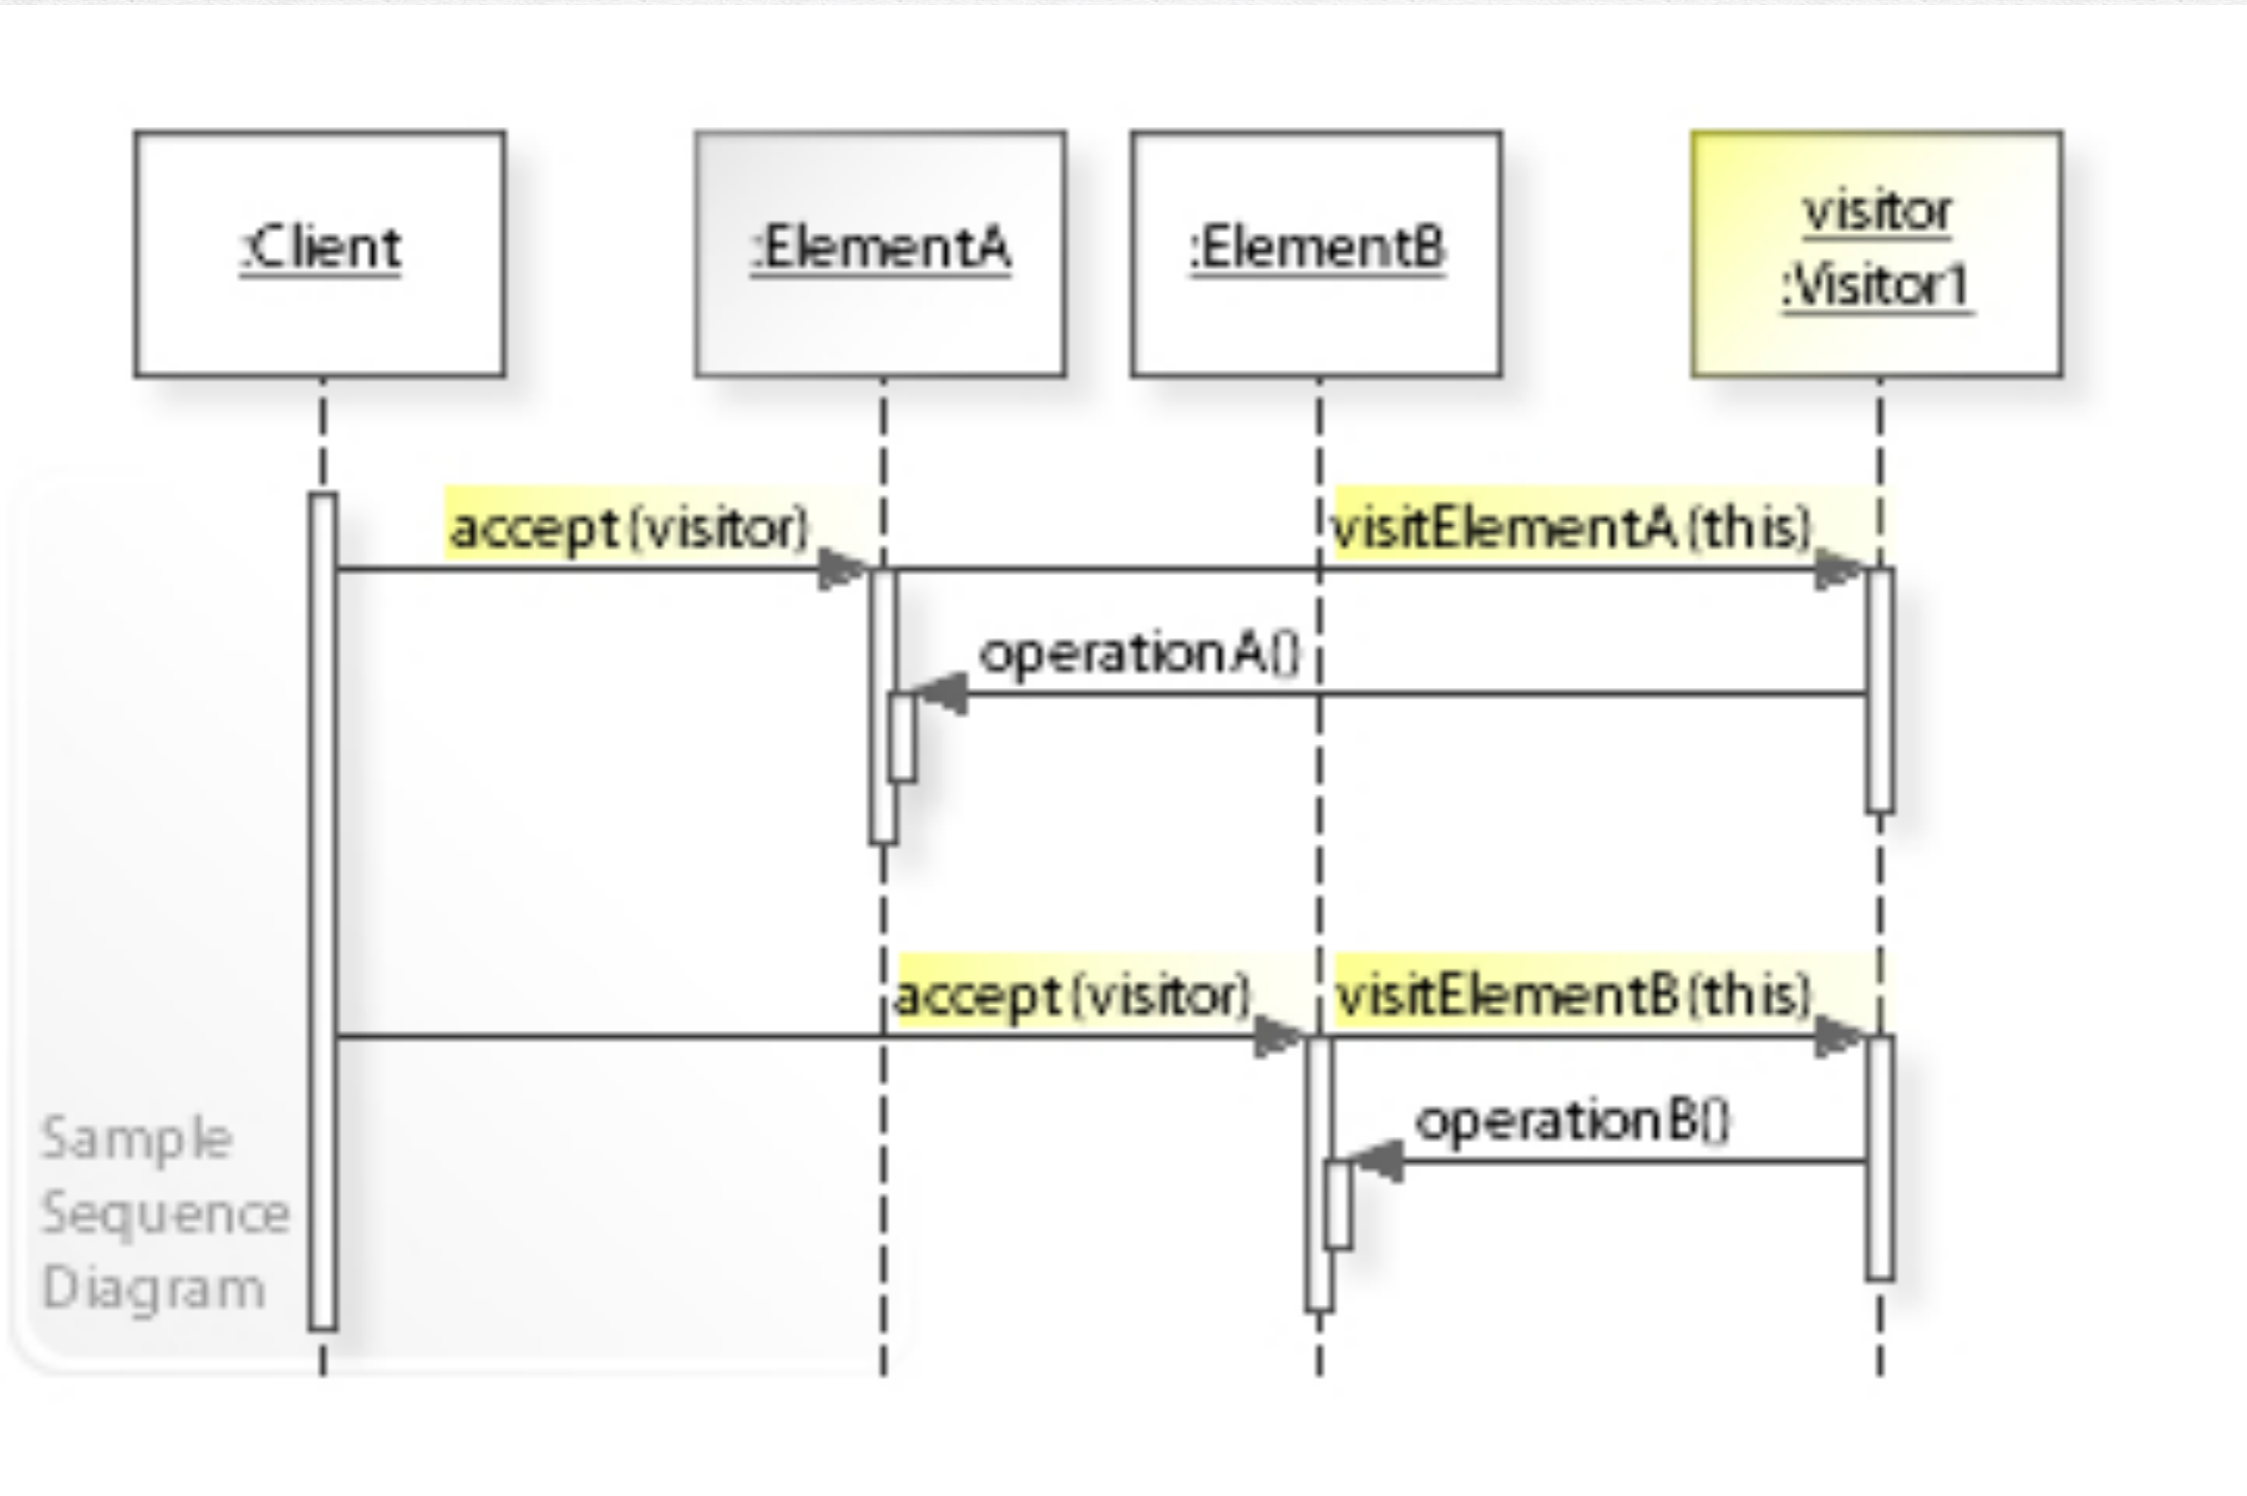 :Client
:ElementA
:ElementB
visitor
:Visitor1
accept(visitor)
visitElementA(this)
operationA()
accept(visitor)
visitElementB(this)
operationB()
Sample
Sequence
Diagram